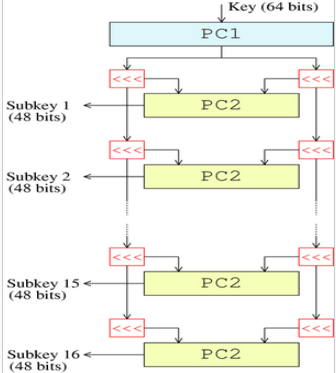 Key (64 bits)
PC1
<<< <<<
Subkey 1
(48 bits)
PC2
<<< <<<
Subkey 2
(48 bits)
PC2
<<< <<<
Subkey 15
(48 bits)
PC2
<<< <<<
Subkey 16
(48 bits)
PC2